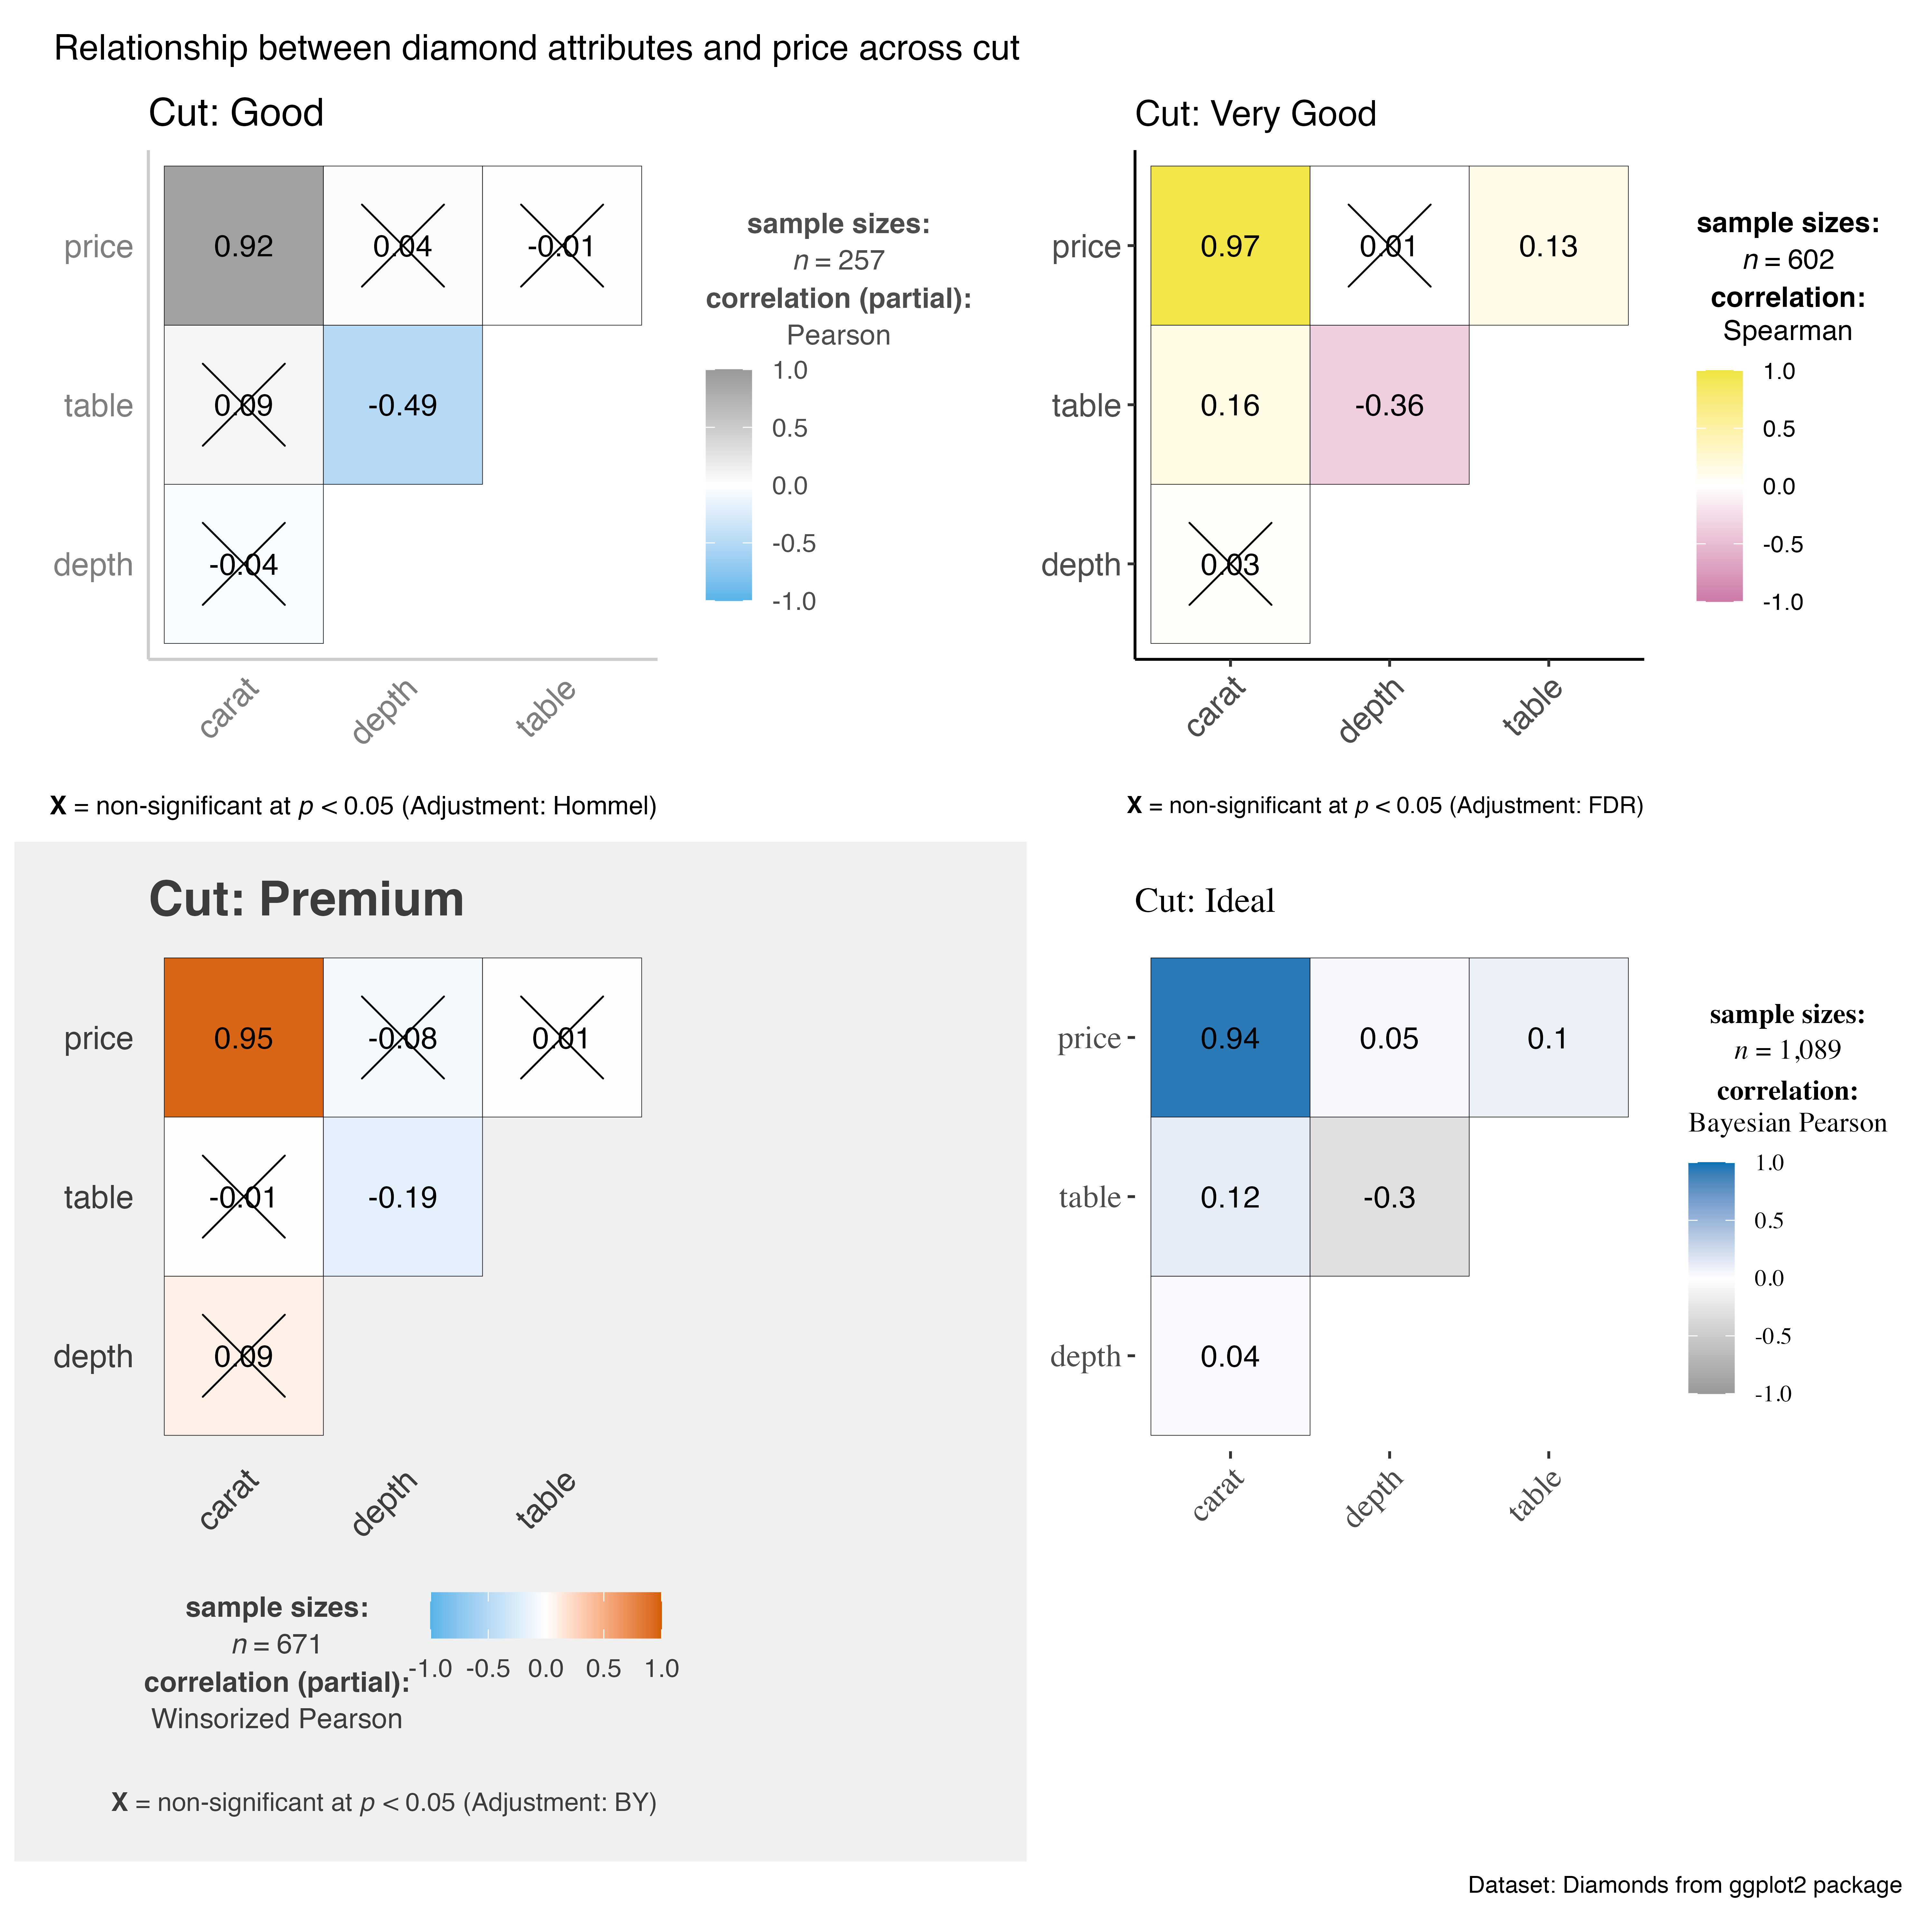 Relationship between diamond attributes and price across cut
Cut: Good
price
0.92
0.04
-0.01
table
0.09
-0.49
depth
-0.04
carat
depth
table
sample sizes:
n = 257
correlation (partial):
Pearson
1.0
0.5
0.0
-0.5
-1.0
X = non-significant at p < 0.05 (Adjustment: Hommel)
Cut: Very Good
price
0.97
0.01
0.13
table
0.16
-0.36
depth
0.03
carat
depth
table
sample sizes:
n = 602
correlation:
Spearman
1.0
0.5
0.0
-0.5
-1.0
X = non-significant at p < 0.05 (Adjustment: FDR)
Cut: Premium
price
0.95
-0.08
0.01
table
-0.01
-0.19
depth
0.09
carat
depth
table
sample sizes:
n = 671
correlation (partial):
Winsorized Pearson
-1.0 -0.5 0.0 0.5 1.0
X = non-significant at p < 0.05 (Adjustment: BY)
Cut: Ideal
price
0.94
0.05
0.1
table
0.12
-0.3
depth
0.04
carat
depth
table
sample sizes:
n = 1,089
correlation:
Bayesian Pearson
1.0
0.5
0.0
-0.5
-1.0
Dataset: Diamonds from ggplot2 package